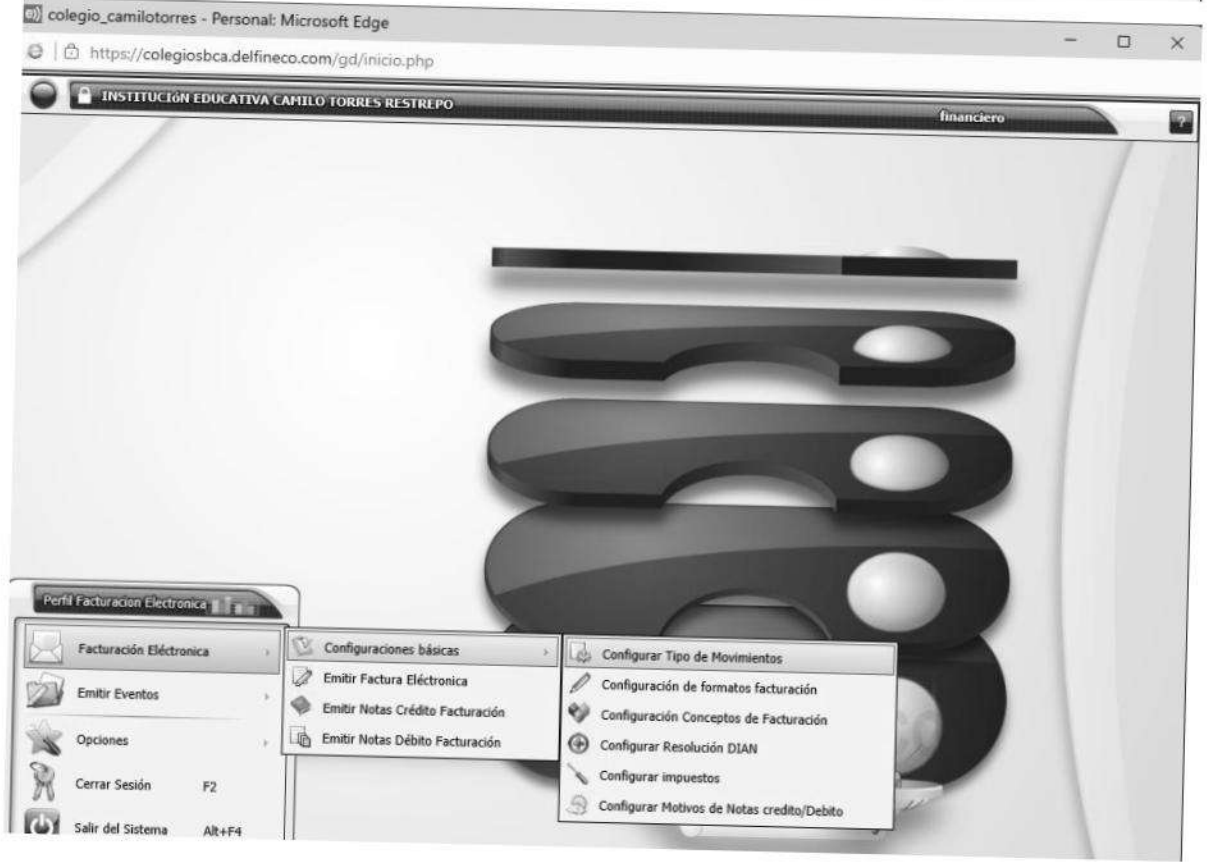 colegio_camilotorres - Personal: Microsoft Edge
https://colegiosbca.delfineco.com/gd/inicio.php
INSTITUCIÓN EDUCATIVA CAMILO TORRES RESTREPO
financiero
?
Perfil Facturacion Electronica
Facturación Eléctronica
Emitir Eventos
Opciones
Cerrar Sesión F2
Salir del Sistema Alt+F4
Configuraciones básicas
Emitir Factura Eléctronica
Emitir Notas Crédito Facturación
Emitir Notas Débito Facturación
Configurar Tipo de Movimientos
Configuración de formatos facturación
Configuración Conceptos de Facturación
Configurar Resolución DIAN
Configurar impuestos
Configurar Motivos de Notas credito/Debito